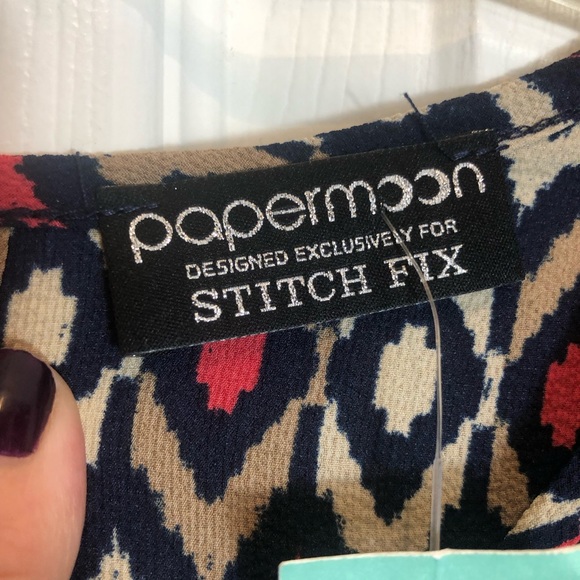 papermoon
DESIGNED EXCLUSIVELY FOR
STITCH FIX